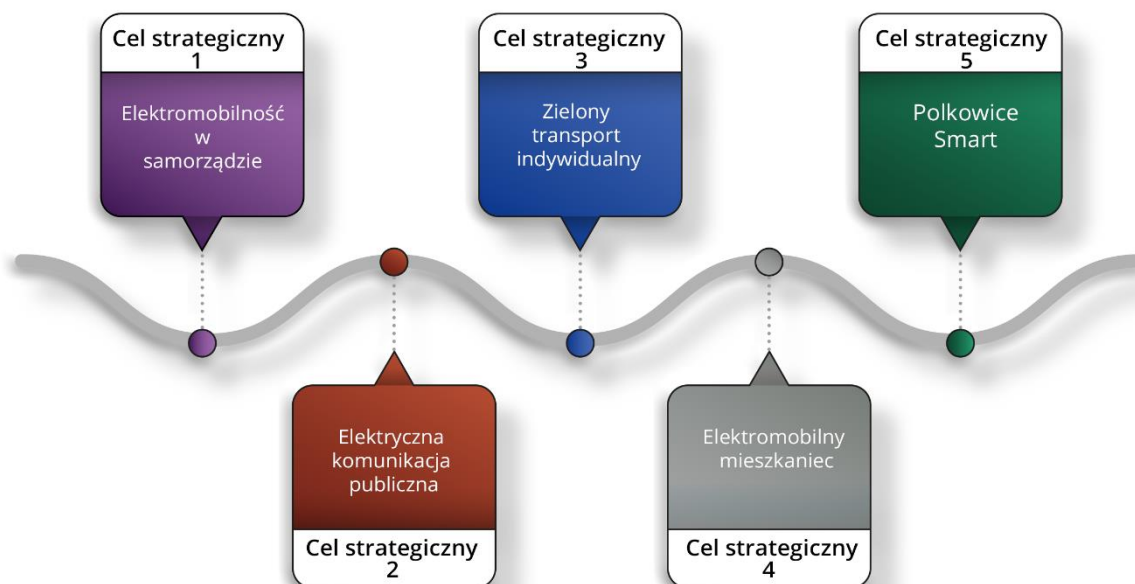 Cel strategiczny
1
Elektromobilność
w
samorządzie
Elektryczna
komunikacja
publiczna
Cel strategiczny
2
Cel strategiczny
3
Zielony
transport
indywidualny
Elektromobilny
mieszkaniec
Cel strategiczny
4
Cel strategiczny
5
Polkowice
Smart